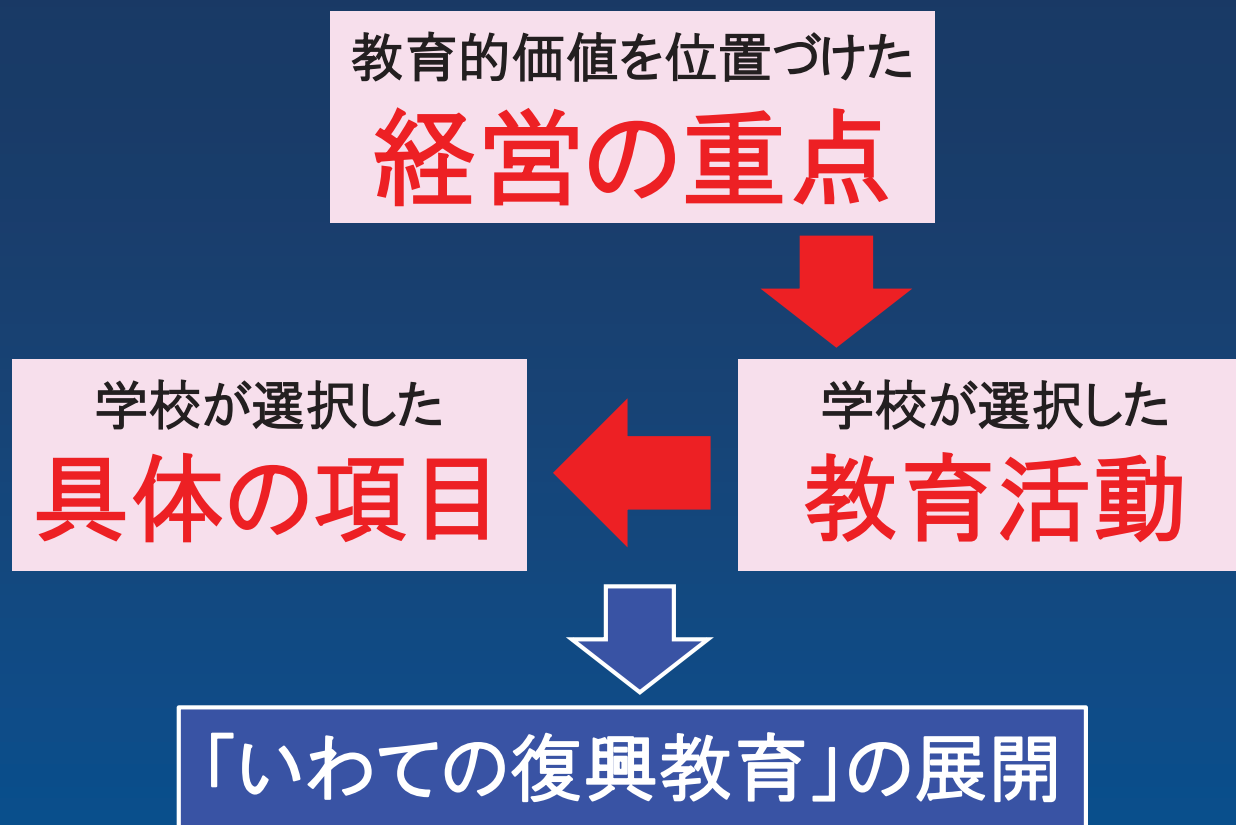 教育的価値を位置づけた
経営の重点
学校が選択した
教育活動
学校が選択した
具体の項目
「いわての復興教育」の展開